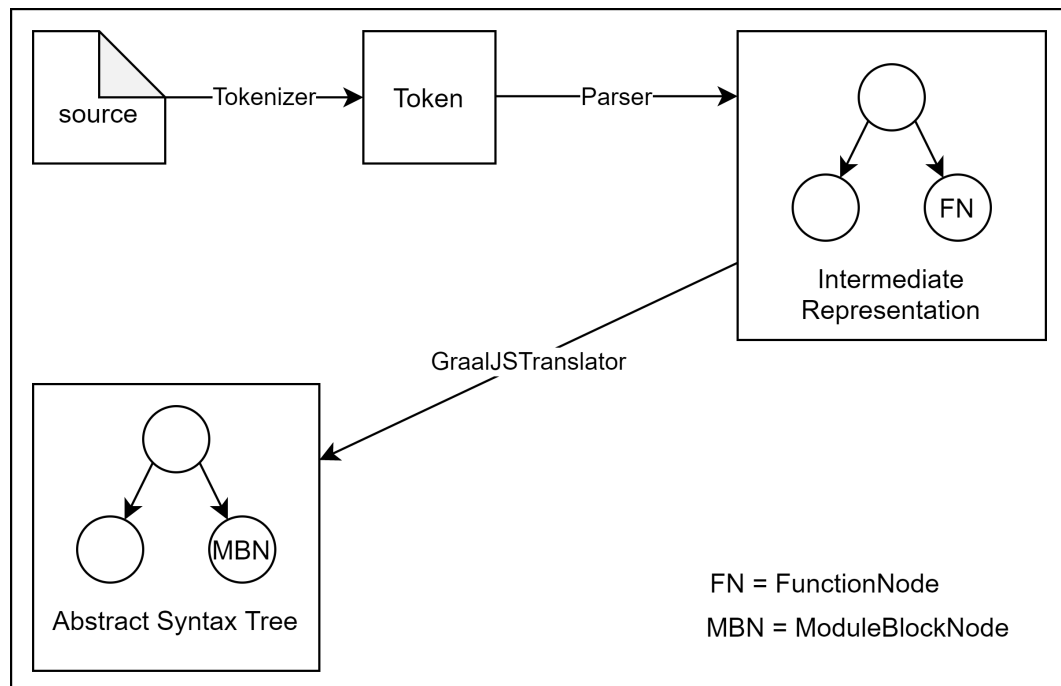 source
Tokenizer
Token
Parser
FN
Intermediate
Representation
GraalJSTranslator
MBN
Abstract Syntax Tree
FN = FunctionNode
MBN = ModuleBlockNode